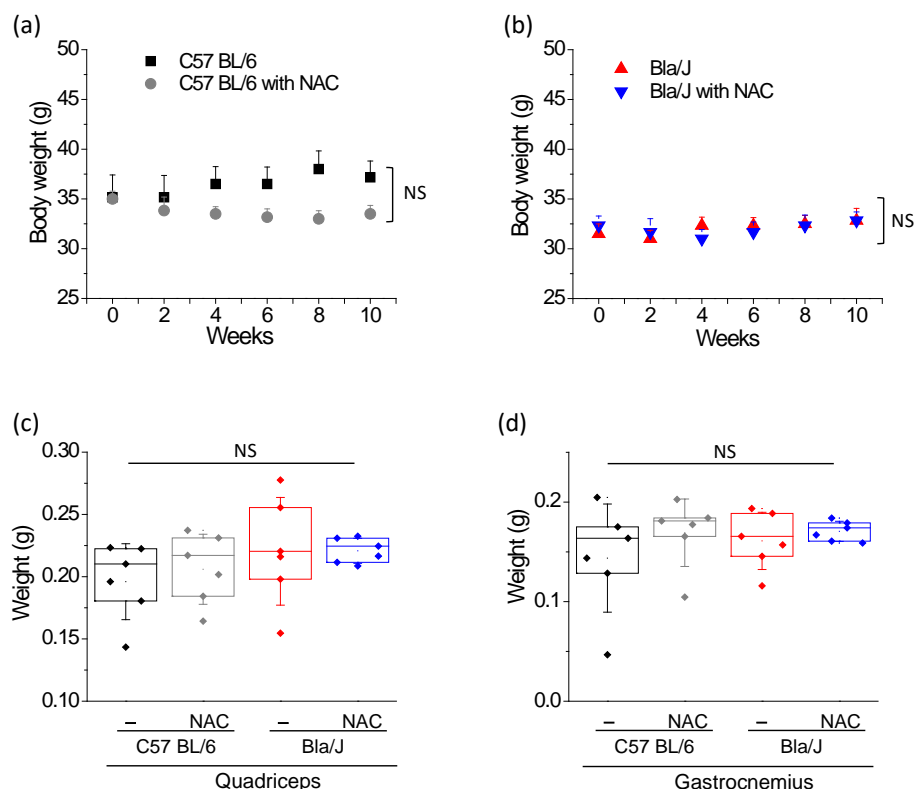 (a)
50
45
40
35
30
25
Body weight (g)
C57 BL/6
C57 BL/6 with NAC
NS
0 2 4 6 8 10
Weeks
(b)
50
45
40
35
30
25
Body weight (g)
Bla/J
Bla/J with NAC
NS
0 2 4 6 8 10
Weeks
(c)
0.30
0.25
0.20
0.15
0.10
Weight (g)
NS
– NAC – NAC
C57 BL/6 Bla/J
Quadriceps
(d)
0.2
0.1
0.0
Weight (g)
NS
– NAC – NAC
C57 BL/6 Bla/J
Gastrocnemius